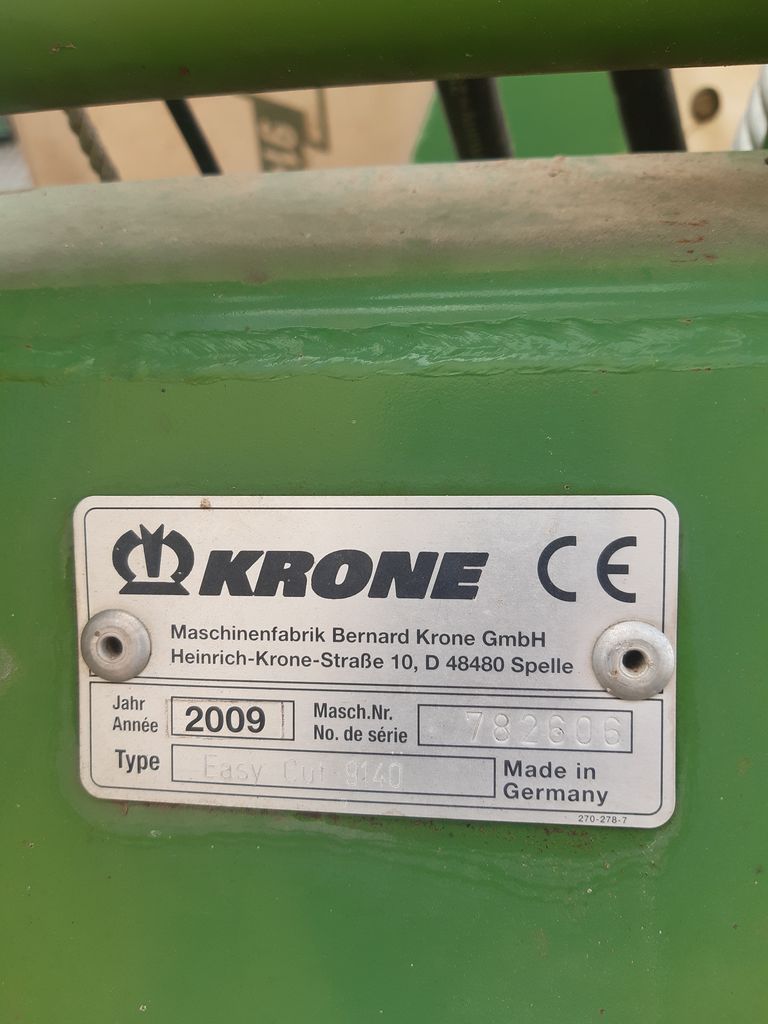 KRONE CE
Maschinenfabrik Bernard Krone GmbH
Heinrich-Krone-Straße 10, D 48480 Spelle
Jahr
Année
2009
Masch.Nr.
No. de série
782606
Type
Easy Cut 9140
Made in
Germany
270-278-7